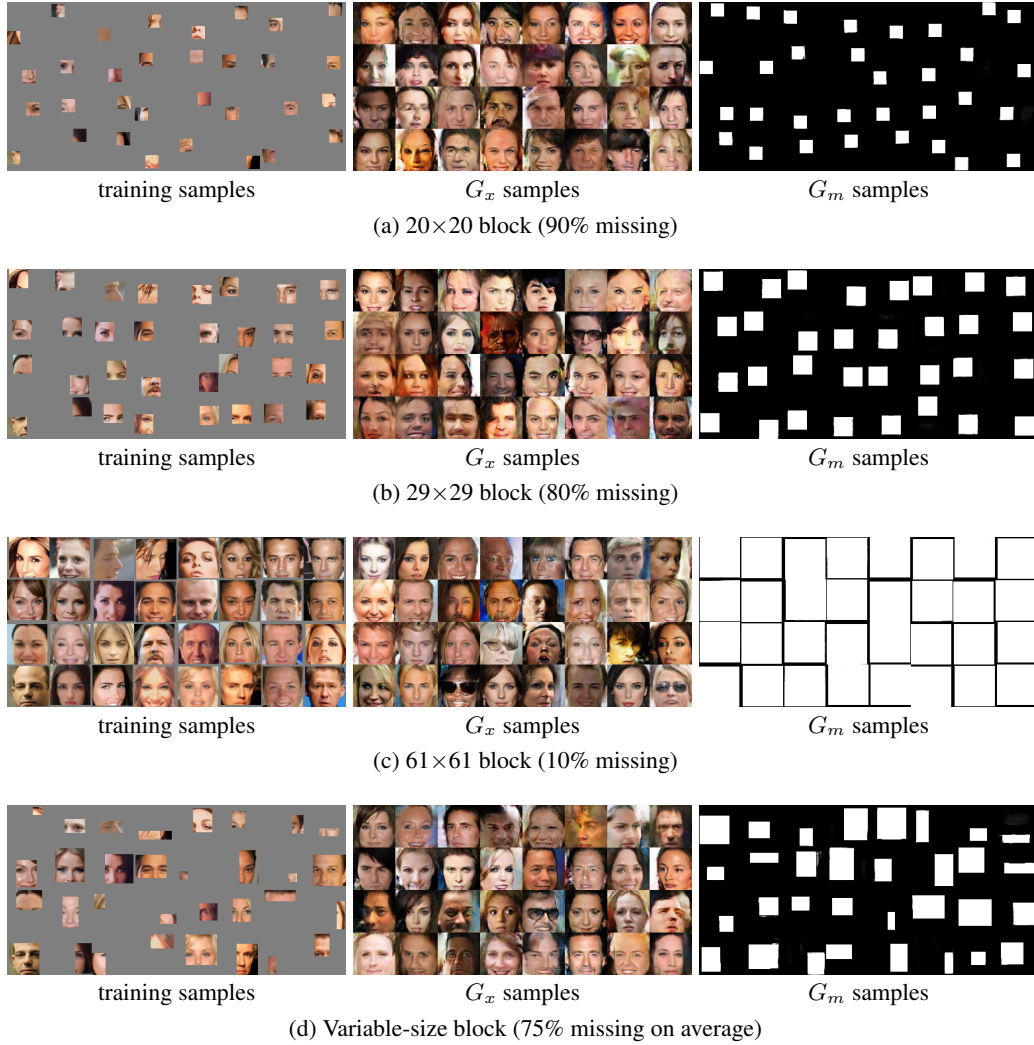 training samples
G_x samples
G_m samples
(a) 20×20 block (90% missing)
training samples
G_x samples
G_m samples
(b) 29×29 block (80% missing)
training samples
G_x samples
G_m samples
(c) 61×61 block (10% missing)
training samples
G_x samples
G_m samples
(d) Variable-size block (75% missing on average)